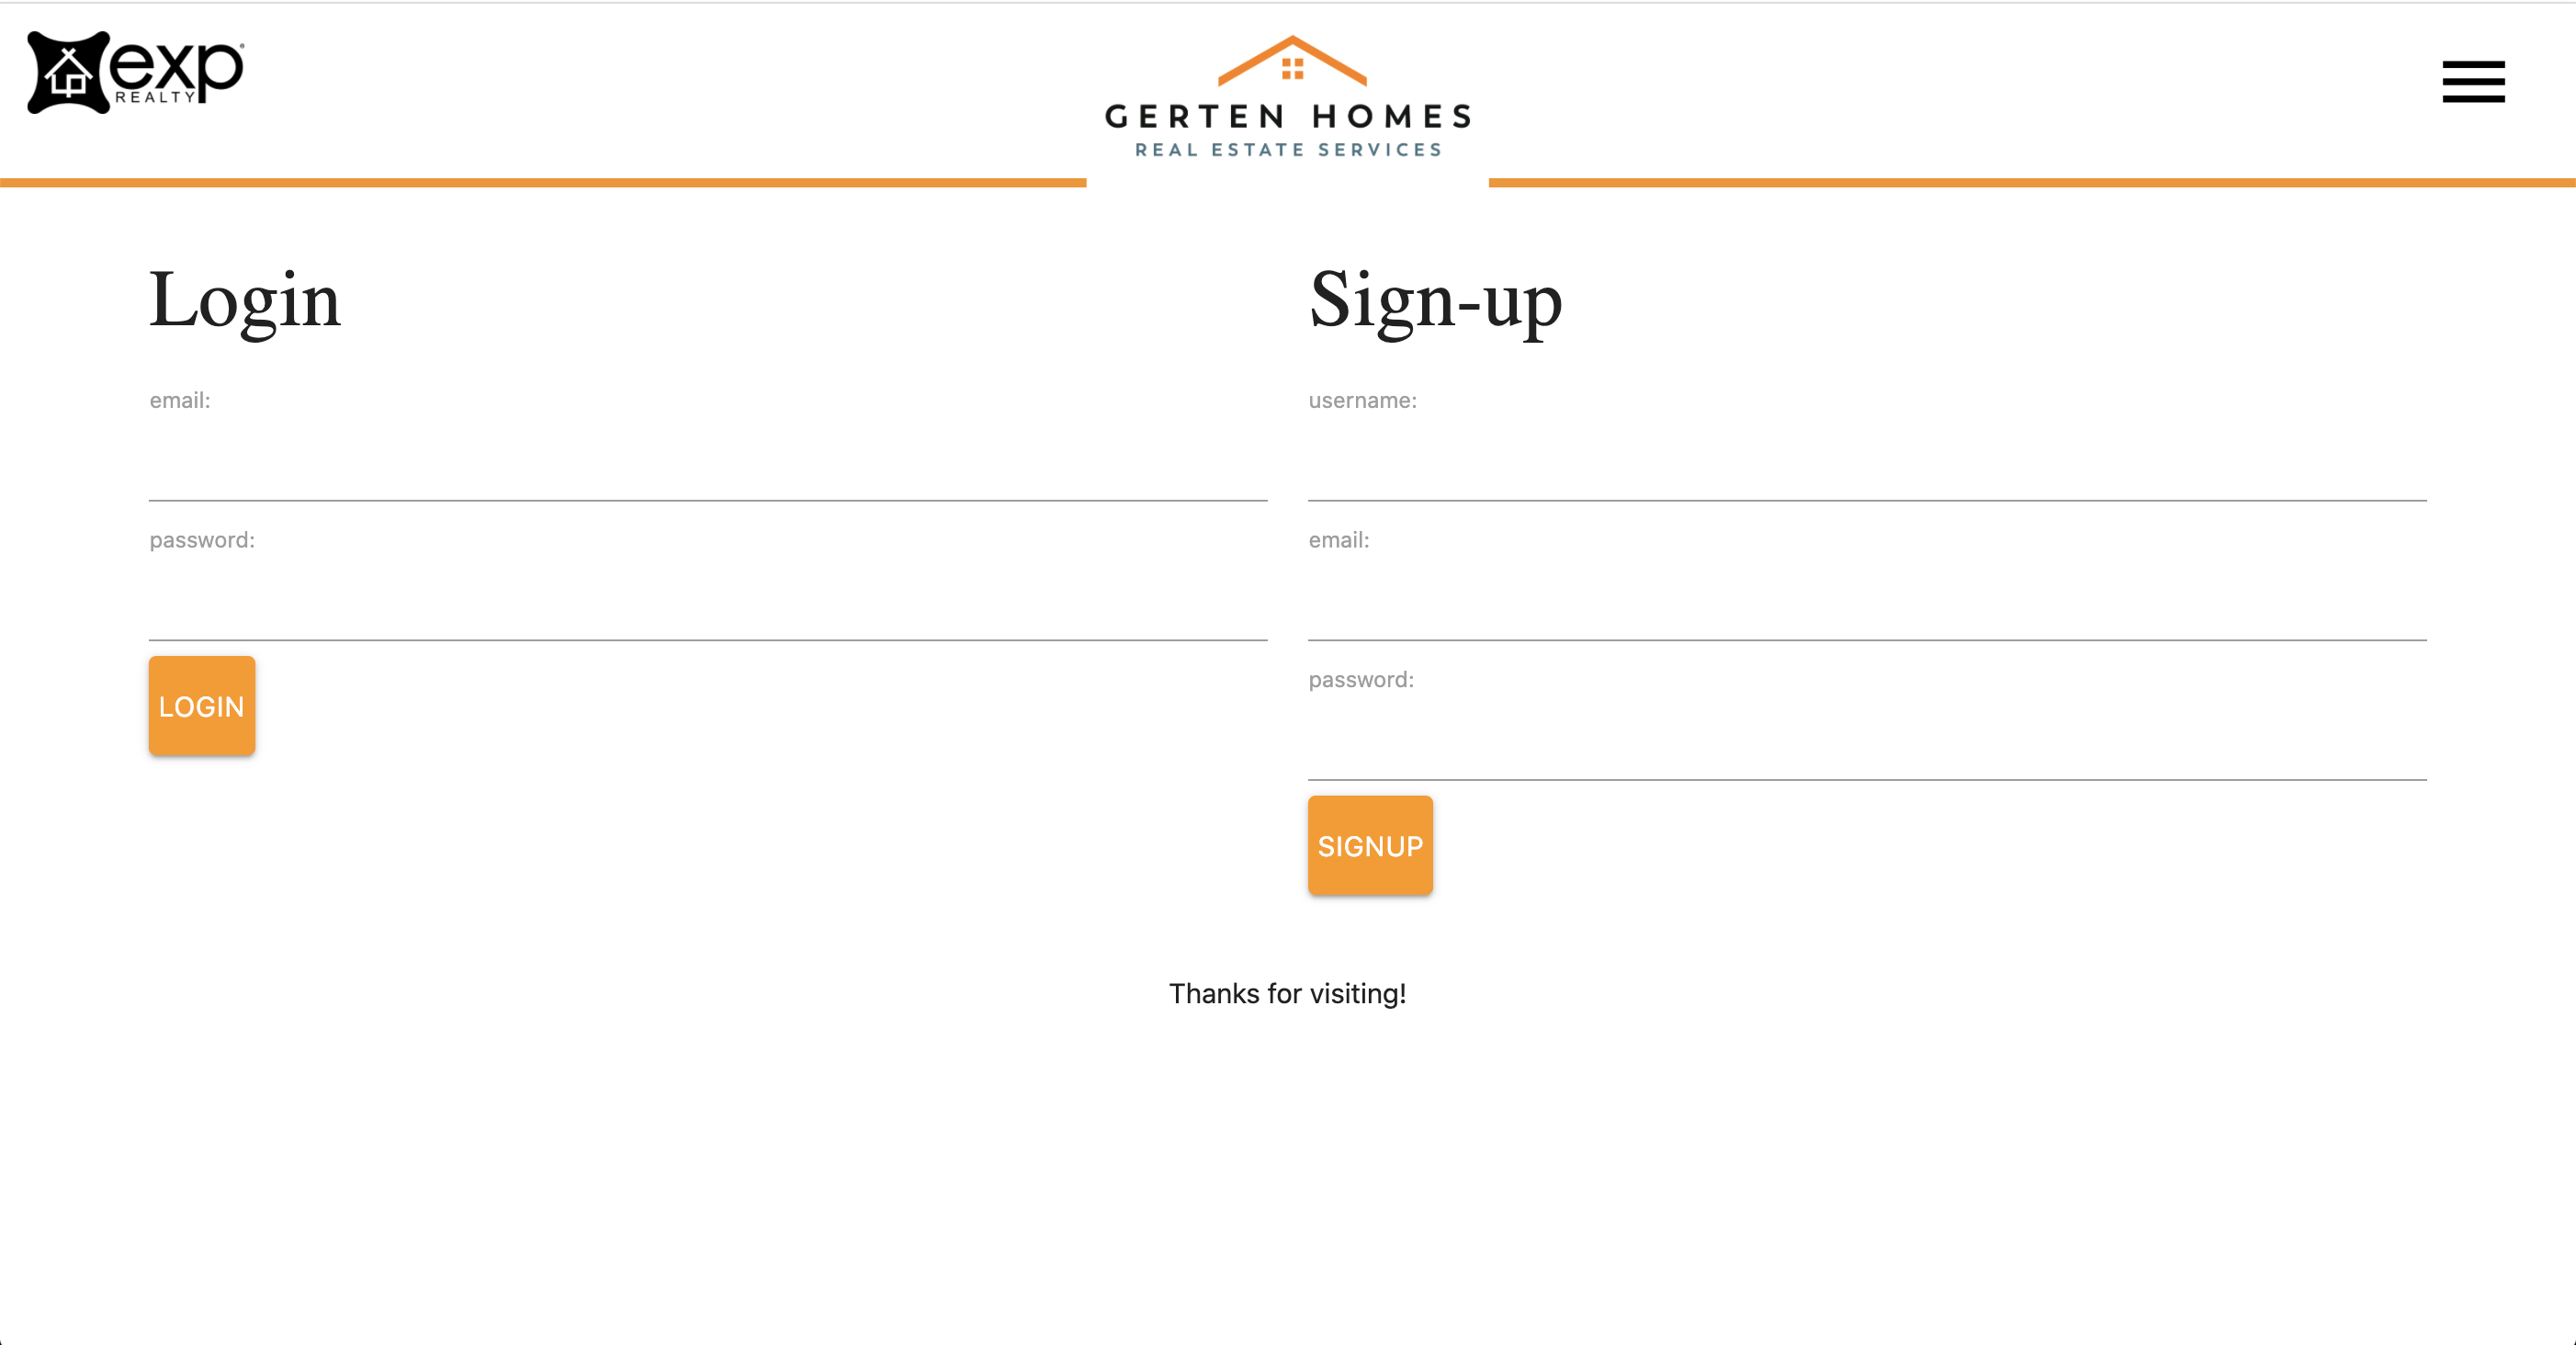 exp
REALTY
GERTEN HOMES
REAL ESTATE SERVICES
Login
email:
password:
LOGIN
Sign-up
username:
email:
password:
SIGNUP
Thanks for visiting!